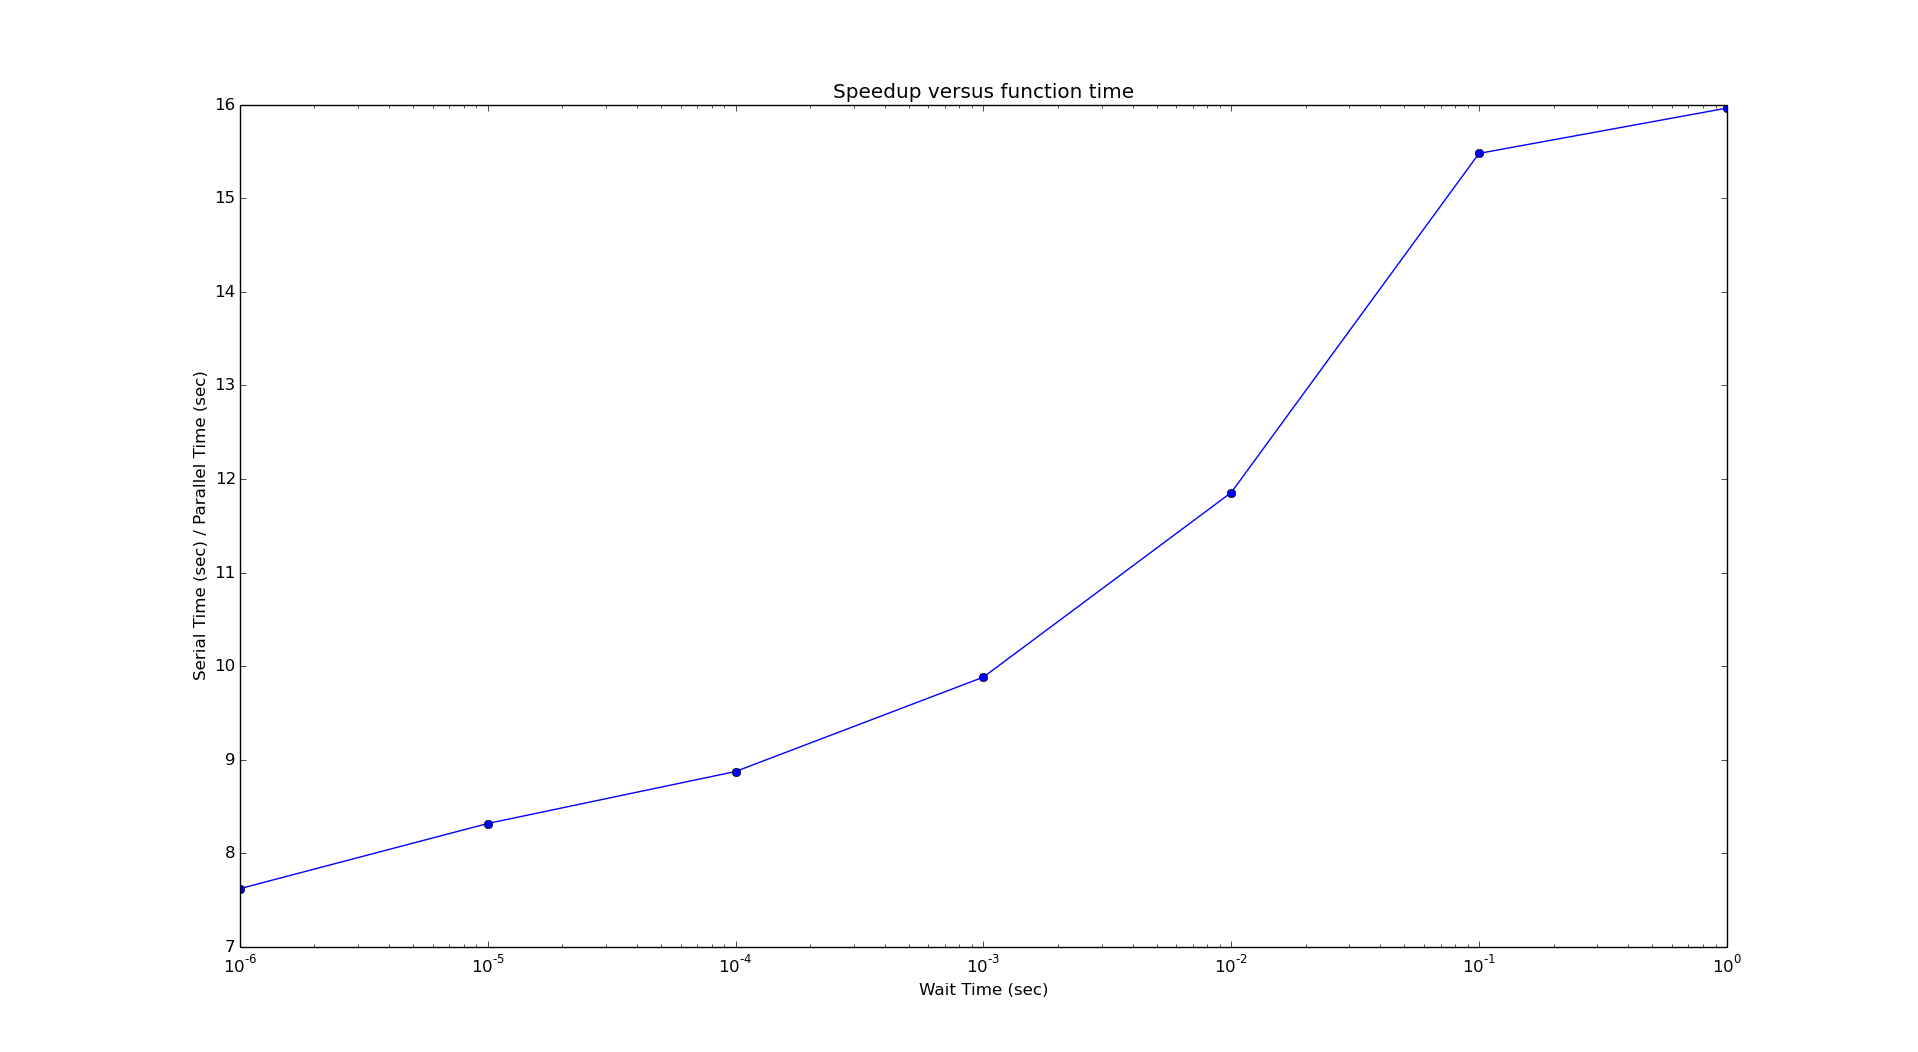 Speedup versus function time
Serial Time (sec) / Parallel Time (sec)
16
15
14
13
12
11
10
9
8
7
10^-6 10^-5 10^-4 10^-3 10^-2 10^-1 10^0
Wait Time (sec)